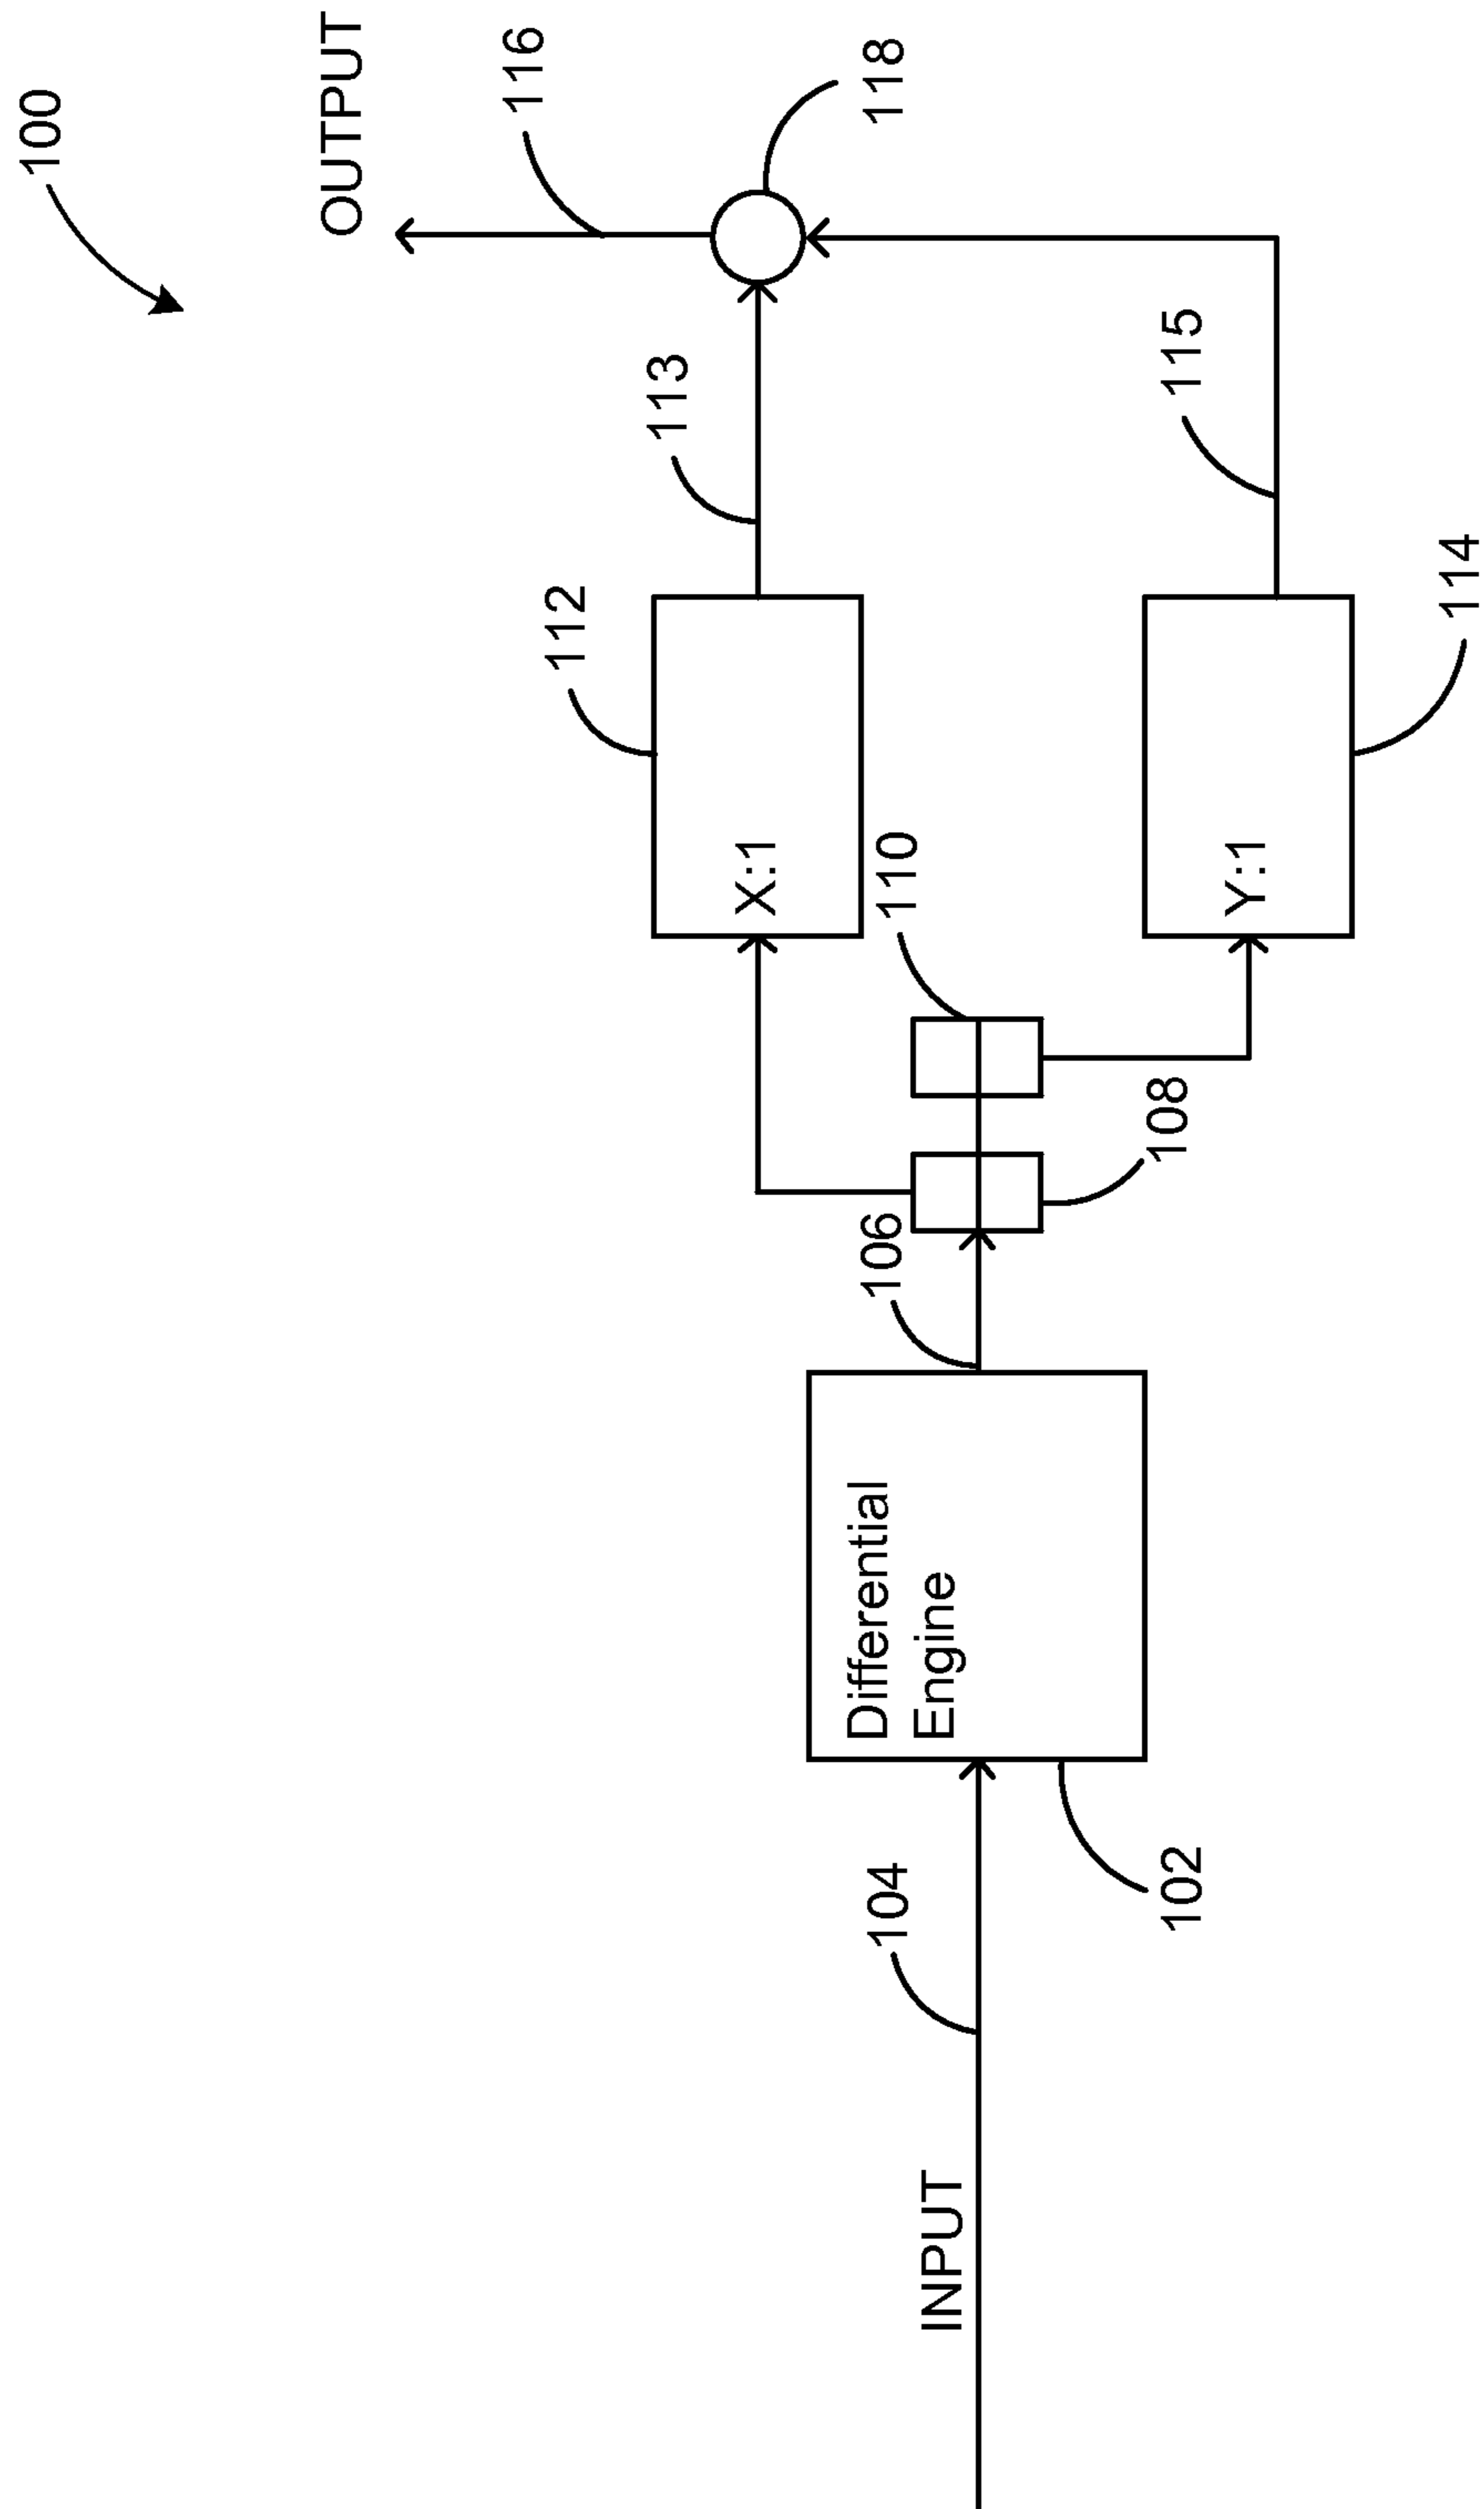 100
OUTPUT
116
118
113
115
112
114
X:1
110
Y:1
108
106
Differential
Engine
104
102
INPUT